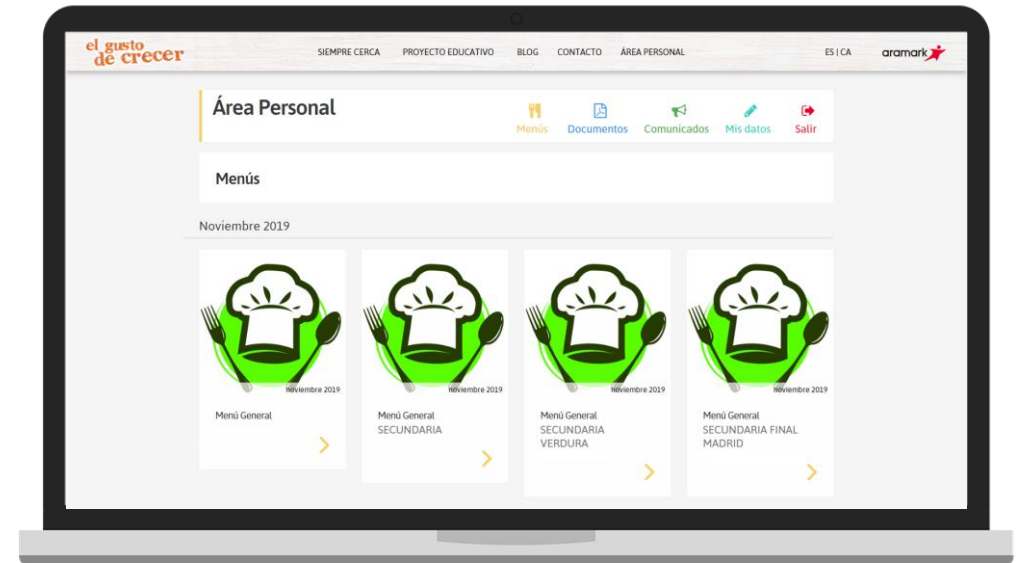 el gusto
de crecer
SIEMPRE CERCA PROYECTO EDUCATIVO BLOG CONTACTO ÁREA PERSONAL ES | CA aramark
Área Personal
Menús Documentos Comunicados Mis datos Salir
Menús
Noviembre 2019
noviembre 2019 noviembre 2019 noviembre 2019 noviembre 2019
Menú General
Menú General
SECUNDARIA
Menú General
SECUNDARIA
VERDURA
Menú General
SECUNDARIA FINAL
MADRID